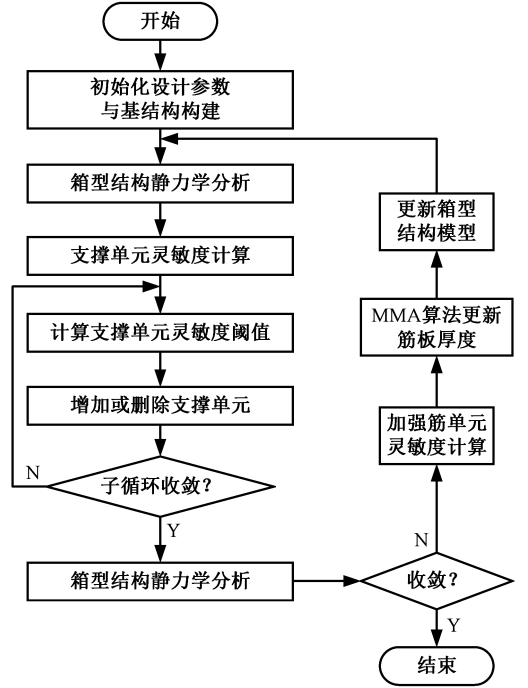 开始
初始化设计参数
与基结构构建
箱型结构静力学分析
支撑单元灵敏度计算
计算支撑单元灵敏度阈值
增加或删除支撑单元
子循环收敛？
N
Y
箱型结构静力学分析
收敛？
N
Y
加强筋单元
灵敏度计算
MMA算法更新
筋板厚度
更新箱型
结构模型
结束